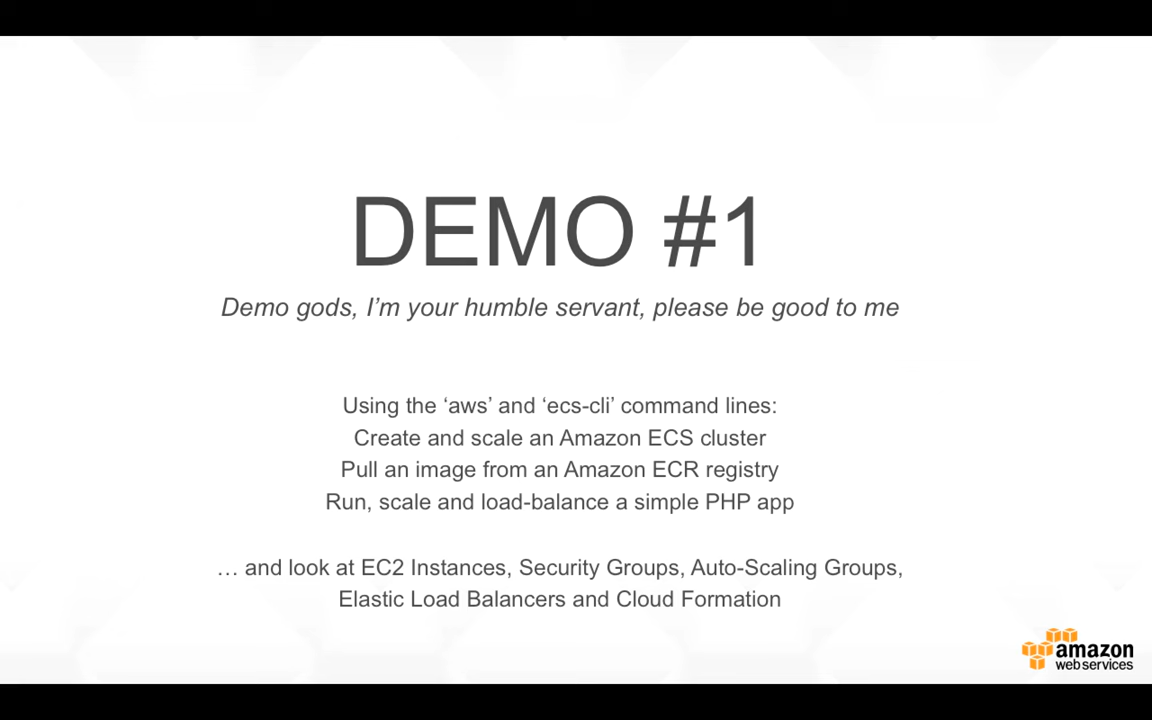 DEMO #1
Demo gods, I’m your humble servant, please be good to me
Using the ‘aws’ and ‘ecs-cli’ command lines:
Create and scale an Amazon ECS cluster
Pull an image from an Amazon ECR registry
Run, scale and load-balance a simple PHP app
… and look at EC2 Instances, Security Groups, Auto-Scaling Groups,
Elastic Load Balancers and Cloud Formation
amazon
webservices